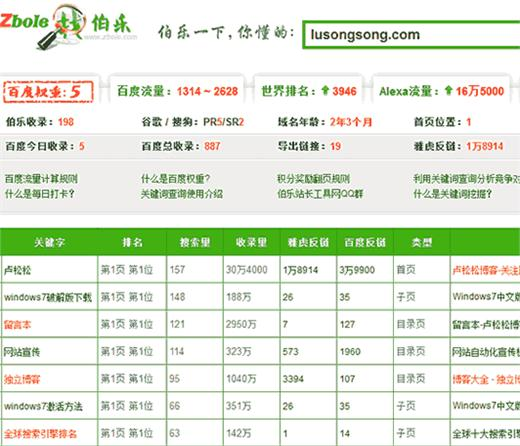 Zbole 找 伯乐
www.zbole.com
伯乐一下,你懂的: lusongsong.com
百度权重: 5 百度流量: 1314 ~ 2628 世界排名: 3946 Alexa流量: 16万5000
伯乐收录: 198 谷歌 / 搜狗: PR5/SR2 域名年龄: 2年3个月 首页位置: 1
百度今日收录: 5 百度总收录: 887 导出链接: 19 雅虎反链: 1万8914
百度流量计算规则 什么是百度权重? 积分奖励翻页规则 利用关键词查询分析竞争对
什么是每日打卡? 关键词查询使用介绍 伯乐站长工具网QQ群 什么是关键词挖掘?
关键字 排名 搜索量 收录量 雅虎反链 百度反链 类型
卢松松 第1页 第1位 157 30万4000 1万8914 3万9900 首页 卢松松博客-关注
windows7破解版下载 第1页 第1位 148 188万 26 35 子页 Windows7中文版
留言本 第1页 第1位 121 2950万 7 127 目录页 留言本-卢松松博
网站宣传 第1页 第1位 114 323万 573 1960 目录页 网站自动化宣传机
独立博客 第1页 第1位 95 1040万 3394 107 目录页 博客大全 - 独立博
windows7激活方法 第1页 第1位 66 351万 26 35 子页 Windows7中文版
全球搜索引擎排名 第1页 第1位 63 142万 1 14 子页 全球十大搜索引